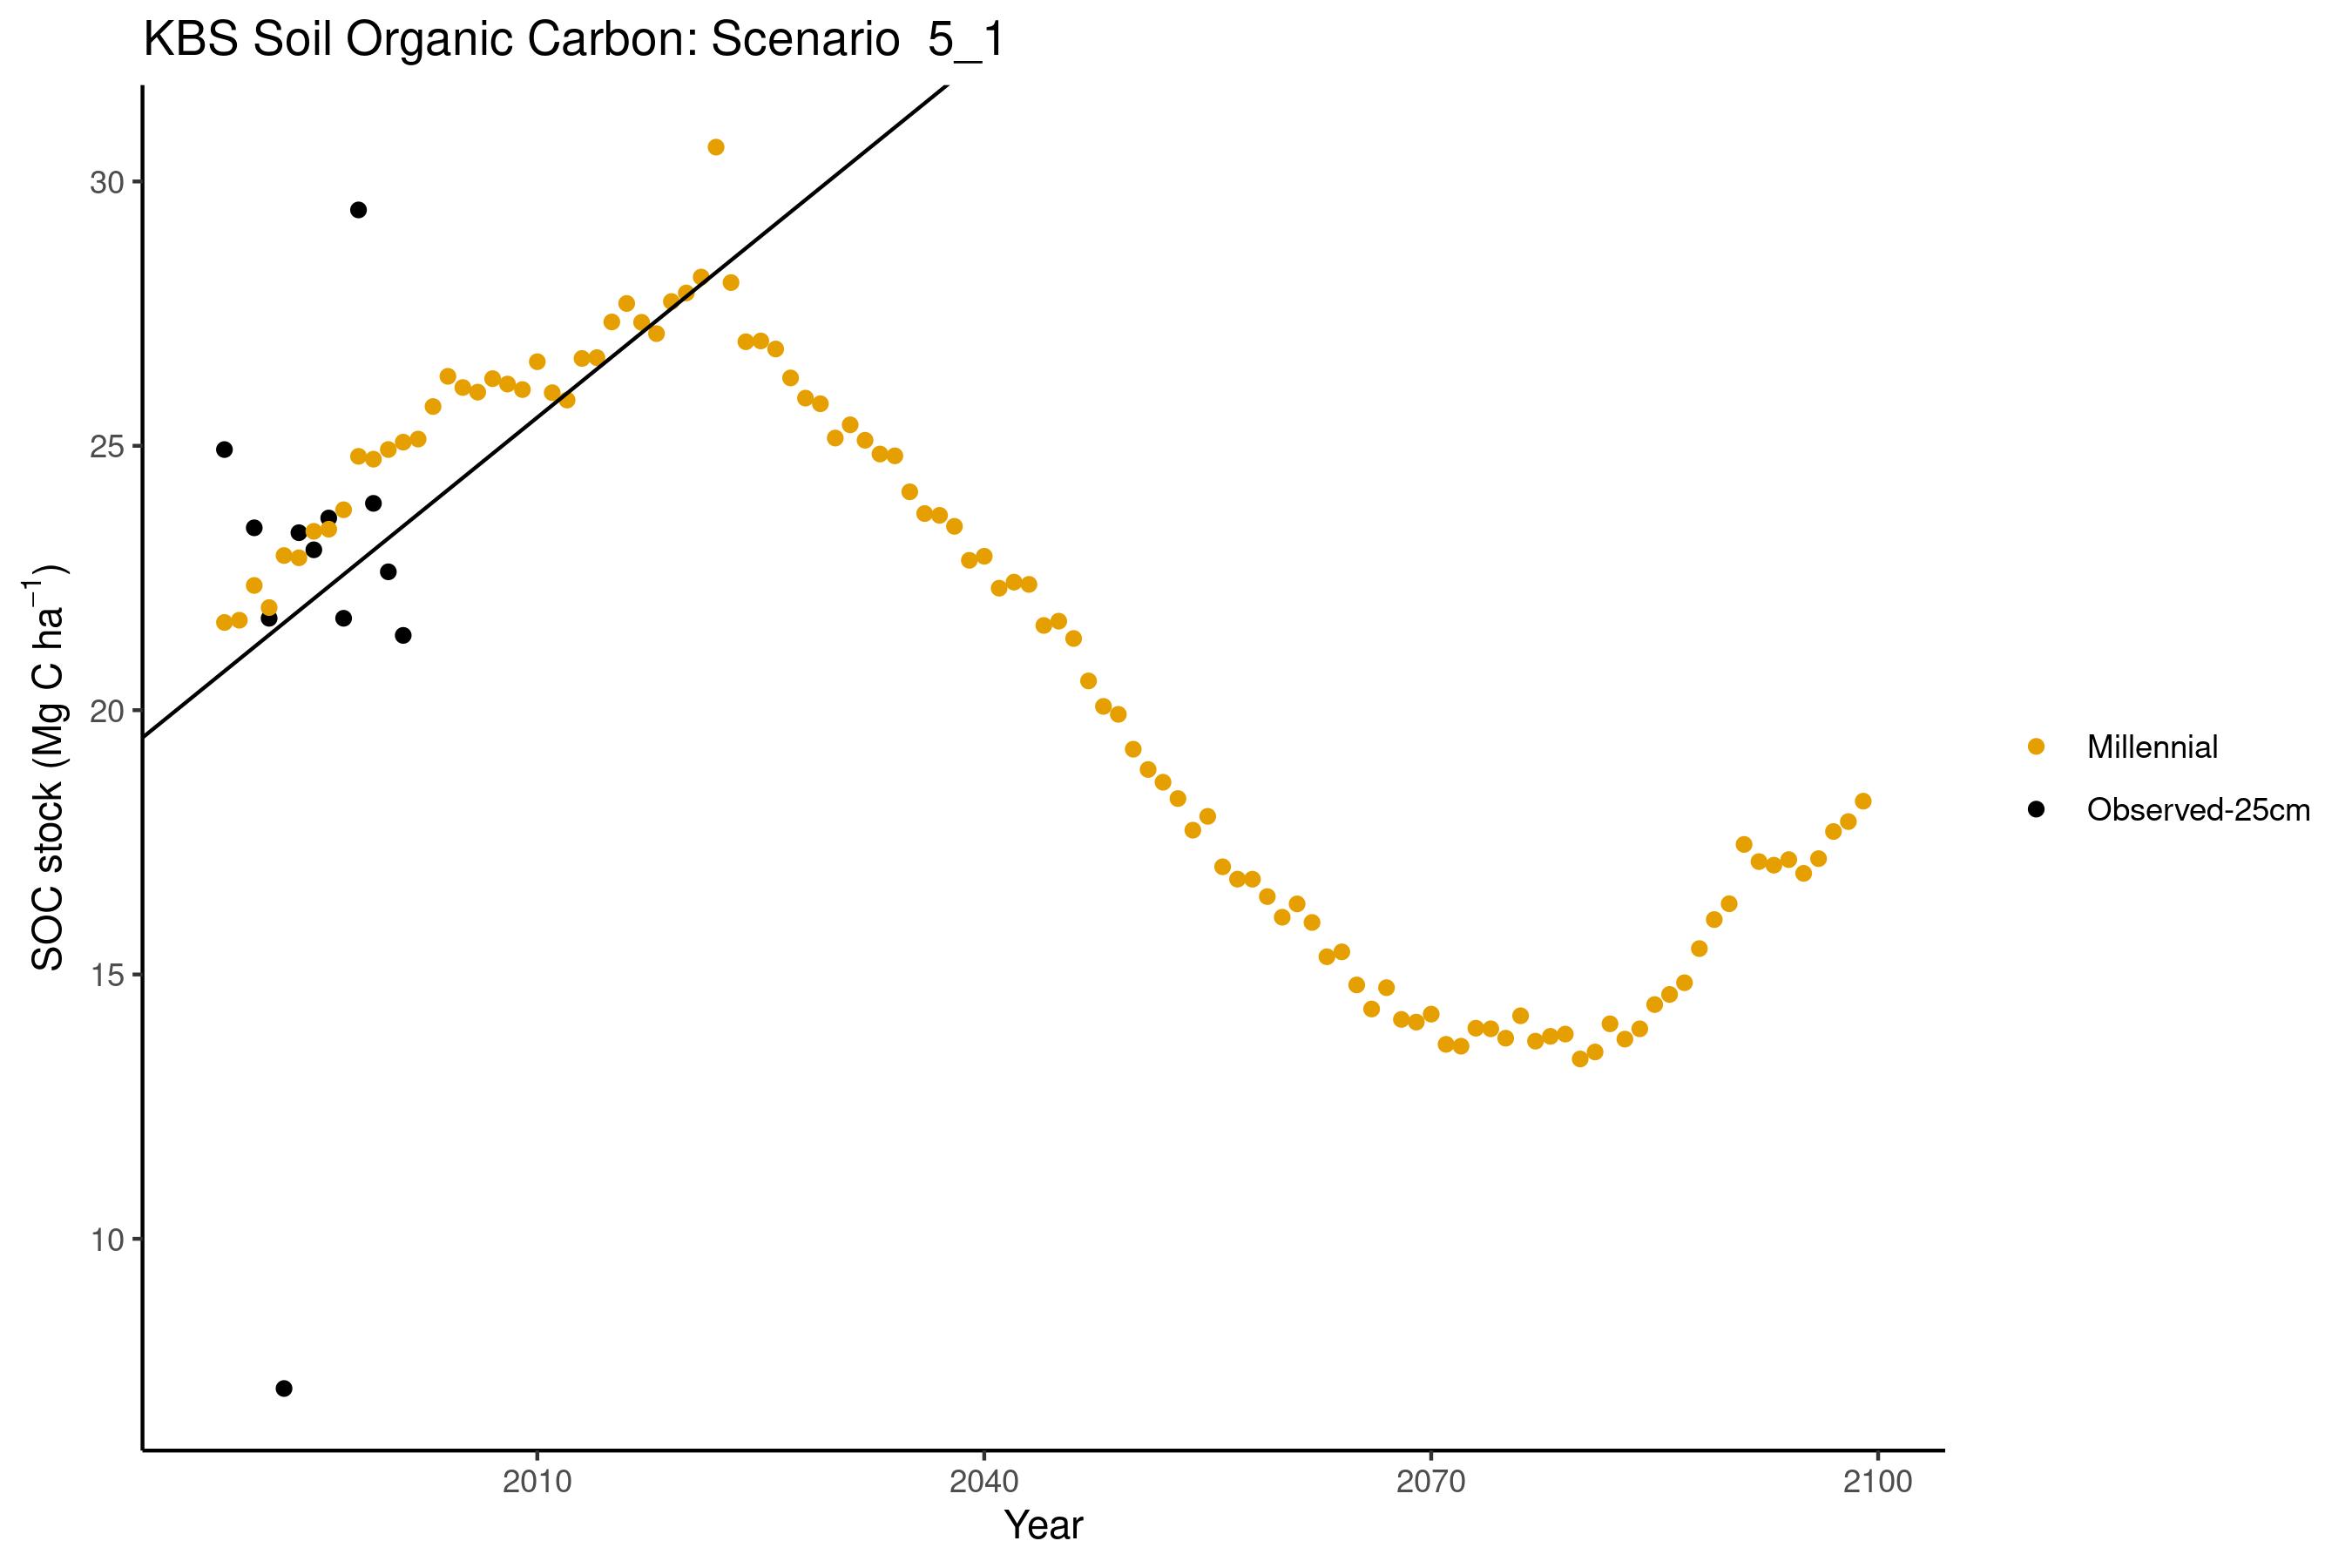 KBS Soil Organic Carbon: Scenario  5_1
SOC stock (Mg C ha⁻¹)
30
25
20
15
10
2010
2040
2070
2100
Year
Millennial
Observed-25cm